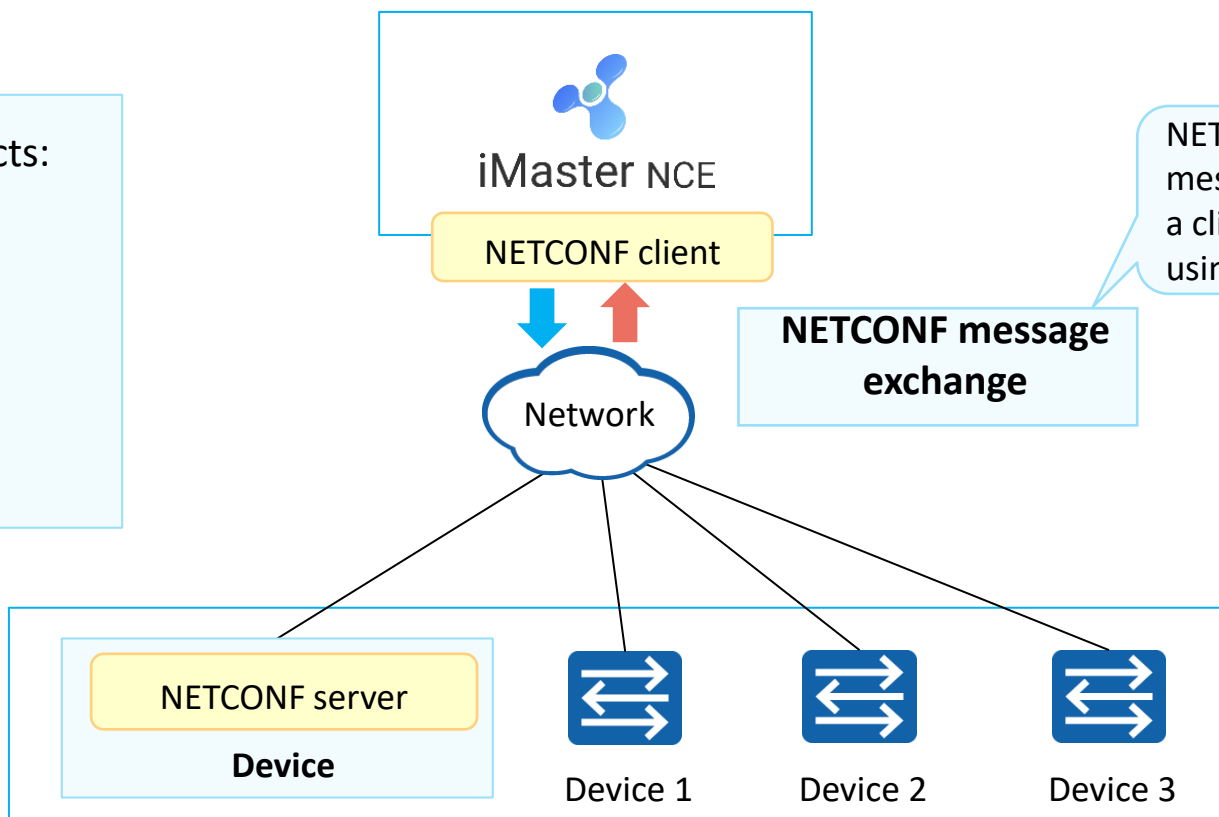 cts:
iMaster NCE
NETCONF client
NET
mes
a cli
usin
NETCONF message
exchange
Network
NETCONF server
Device
Device 1
Device 2
Device 3